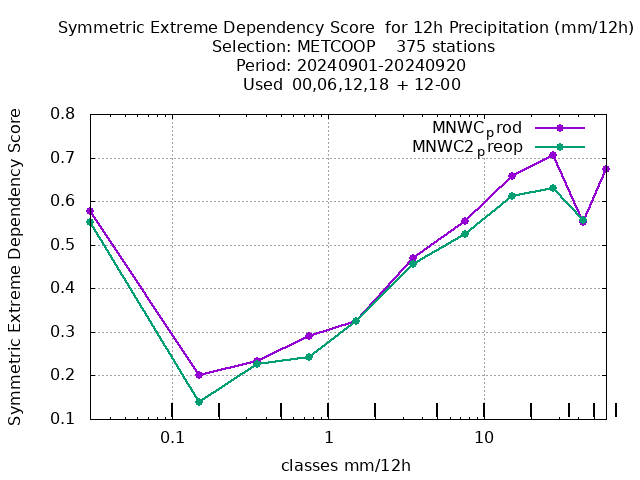 Symmetric Extreme Dependency Score  for 12h Precipitation (mm/12h)
Selection: METCOOP    375 stations
Period: 20240901-20240920
Used  00,06,12,18  + 12-00
MNWCprod
MNWC2preop
Symmetric Extreme Dependency Score
0.8
0.7
0.6
0.5
0.4
0.3
0.2
0.1
0.1 1 10
classes mm/12h